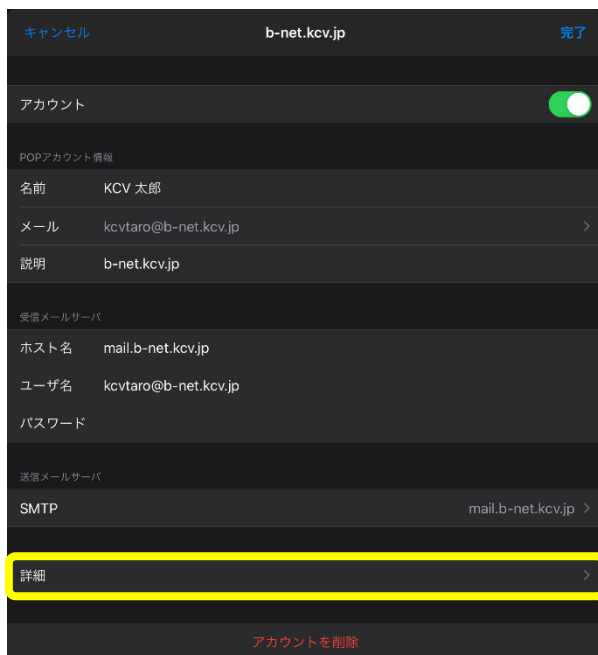 キャンセル b-net.kcv.jp 完了
アカウント
POPアカウント情報
名前 KCV 太郎
メール kcvtaro@b-net.kcv.jp
説明 b-net.kcv.jp
受信メールサーバ
ホスト名 mail.b-net.kcv.jp
ユーザ名 kcvtaro@b-net.kcv.jp
パスワード
送信メールサーバ
SMTP mail.b-net.kcv.jp
詳細
アカウントを削除